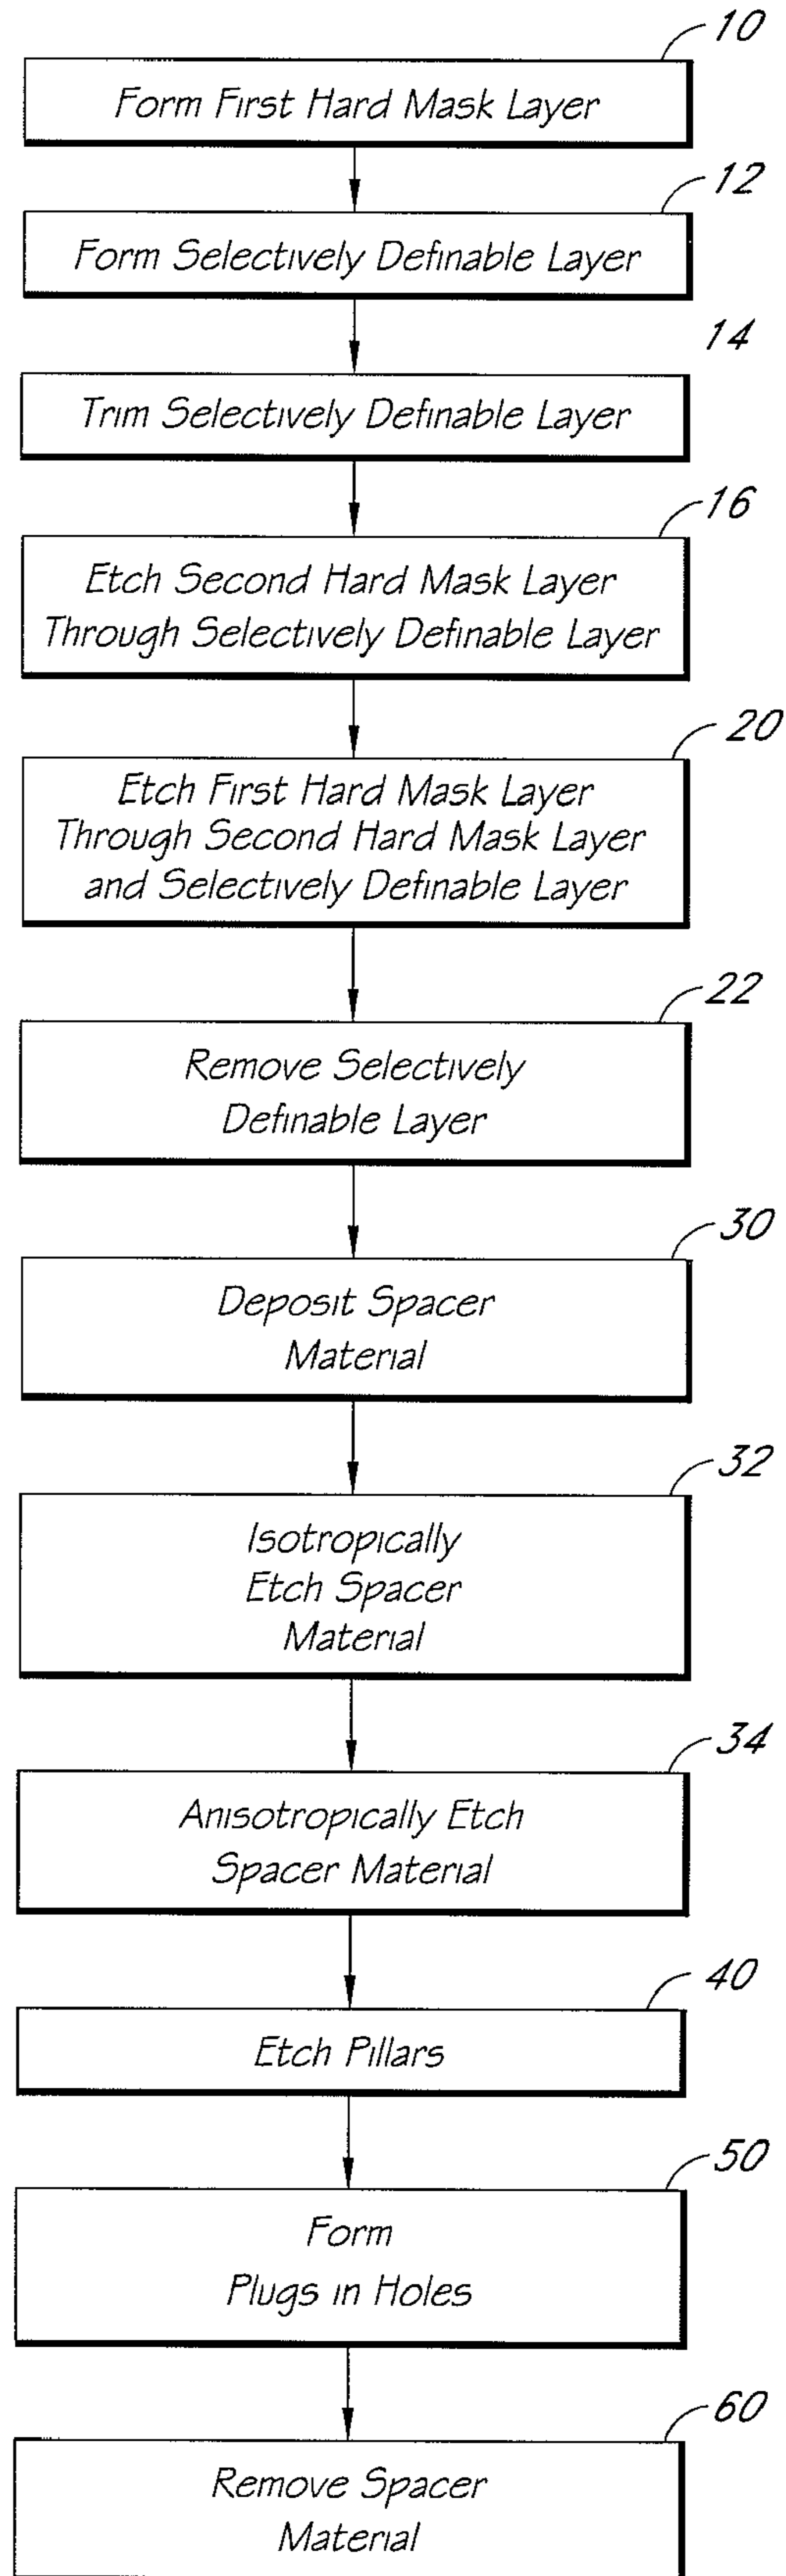 10
Form First Hard Mask Layer
12
Form Selectively Definable Layer
14
Trim Selectively Definable Layer
16
Etch Second Hard Mask Layer
Through Selectively Definable Layer
20
Etch First Hard Mask Layer
Through Second Hard Mask Layer
and Selectively Definable Layer
22
Remove Selectively
Definable Layer
30
Deposit Spacer
Material
32
Isotropically
Etch Spacer
Material
34
Anisotropically Etch
Spacer Material
40
Etch Pillars
50
Form
Plugs in Holes
60
Remove Spacer
Material